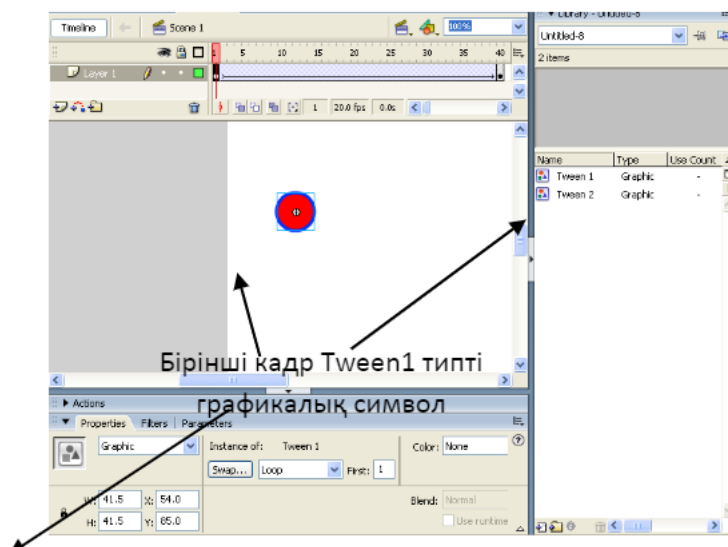 Library - Untitled-8
Timeline Scene 1 100%
Untitled-8
2 items
5 10 15 20 25 30 35 40
Layer 1
1 20.0 fps 0.0s
Name Type Use Count
Tween 1 Graphic -
Tween 2 Graphic -
Бірінші кадр Tween1 типті
графикалық символ
Actions
Properties Filters Parameters
Graphic Instance of: Tween 1 Color: None
Swap... Loop First: 1
W: 41.5 X: 54.0 Blend: Normal
H: 41.5 Y: 85.0 Use runtime